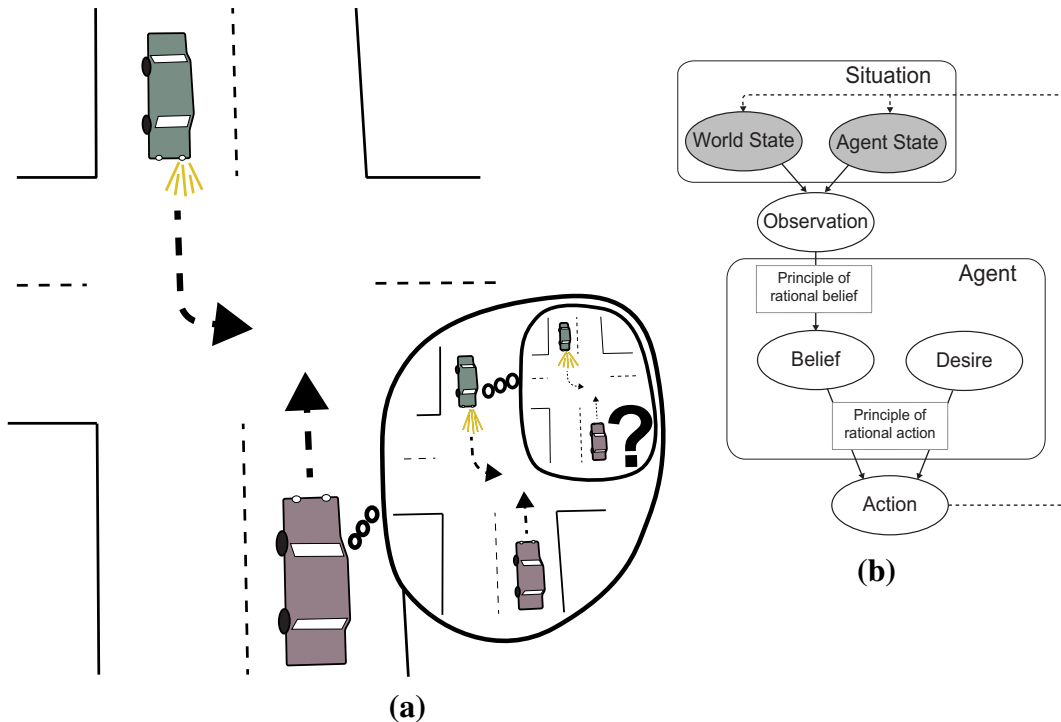 ?
(a)
Situation
World State
Agent State
Observation
Agent
Principle of
rational belief
Belief
Desire
Principle of
rational action
Action
(b)